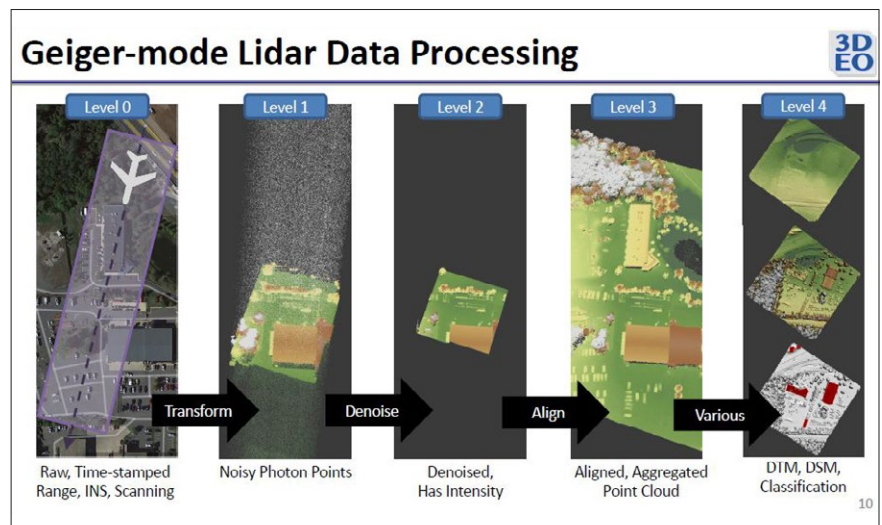 Geiger-mode Lidar Data Processing
3D
EO
Level 0
Level 1
Level 2
Level 3
Level 4
Transform
Denoise
Align
Various
Raw, Time-stamped
Range, INS, Scanning
Noisy Photon Points
Denoised,
Has Intensity
Aligned, Aggregated
Point Cloud
DTM, DSM,
Classification
10